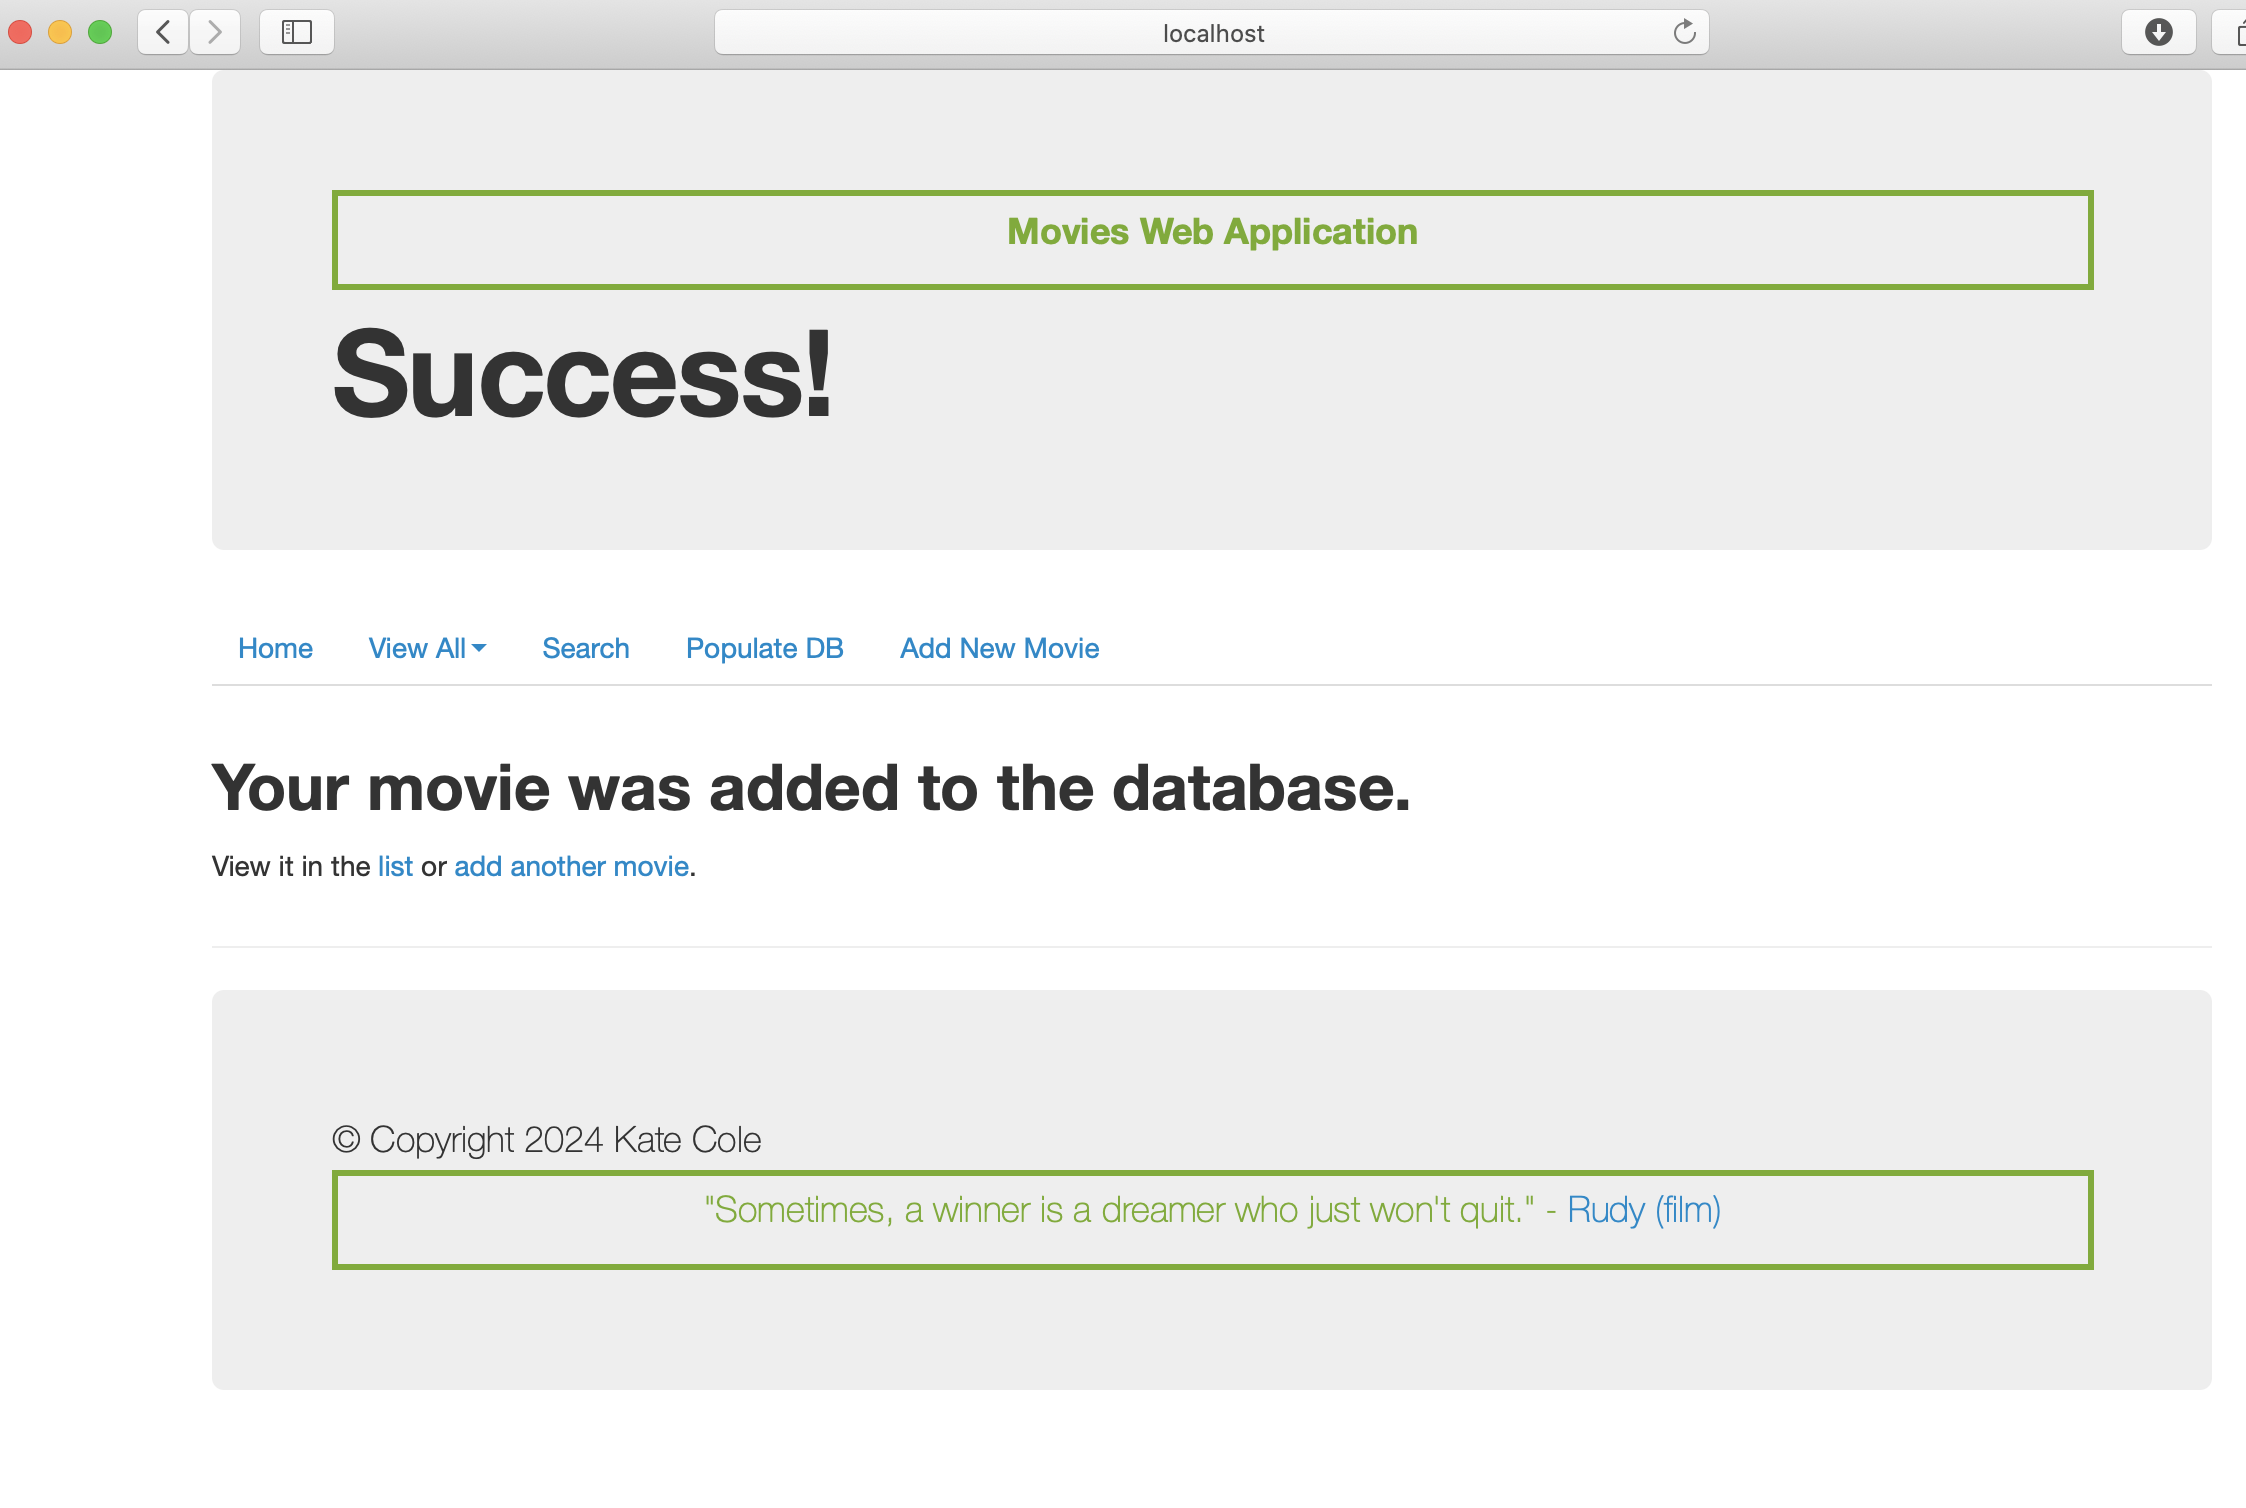 localhost
Movies Web Application
Success!
Home View All Search Populate DB Add New Movie
Your movie was added to the database.
View it in the list or add another movie.
© Copyright 2024 Kate Cole
"Sometimes, a winner is a dreamer who just won't quit." - Rudy (film)